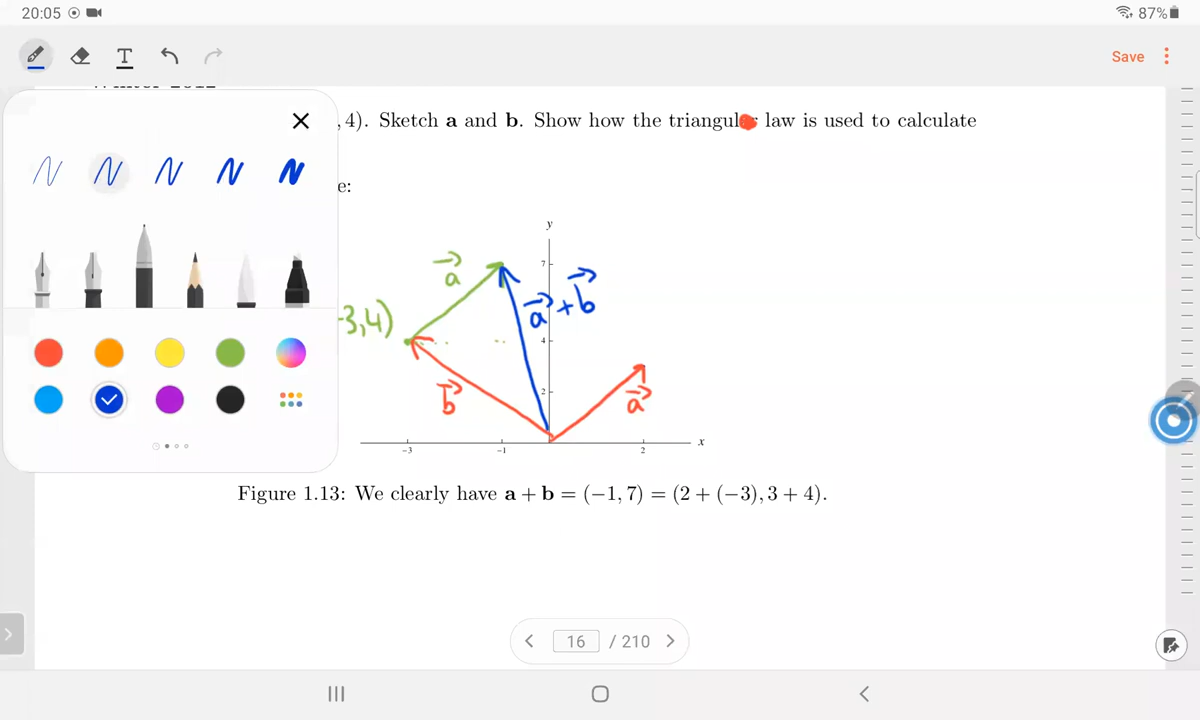 20:05
87%
T
Save
, 4). Sketch a and b. Show how the triangul law is used to calculate
e:
N N N N N
y
7
a
a + b
-3,4)
4
b
2
a
-3
-1
2
x
Figure 1.13: We clearly have a + b = (−1, 7) = (2 + (−3), 3 + 4).
16 / 210